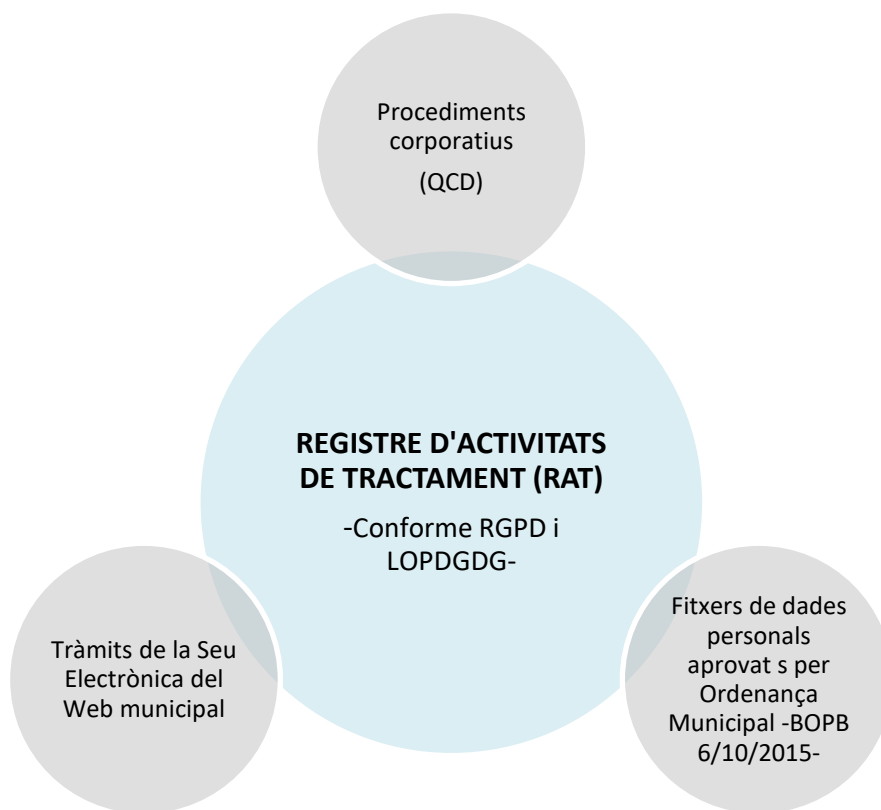 Procediments
corporatius
(QCD)
REGISTRE D'ACTIVITATS
DE TRACTAMENT (RAT)
-Conforme RGPD i
LOPDGDG-
Tràmits de la Seu
Electrònica del
Web municipal
Fitxers de dades
personals
aprovat s per
Ordenança
Municipal -BOPB
6/10/2015-